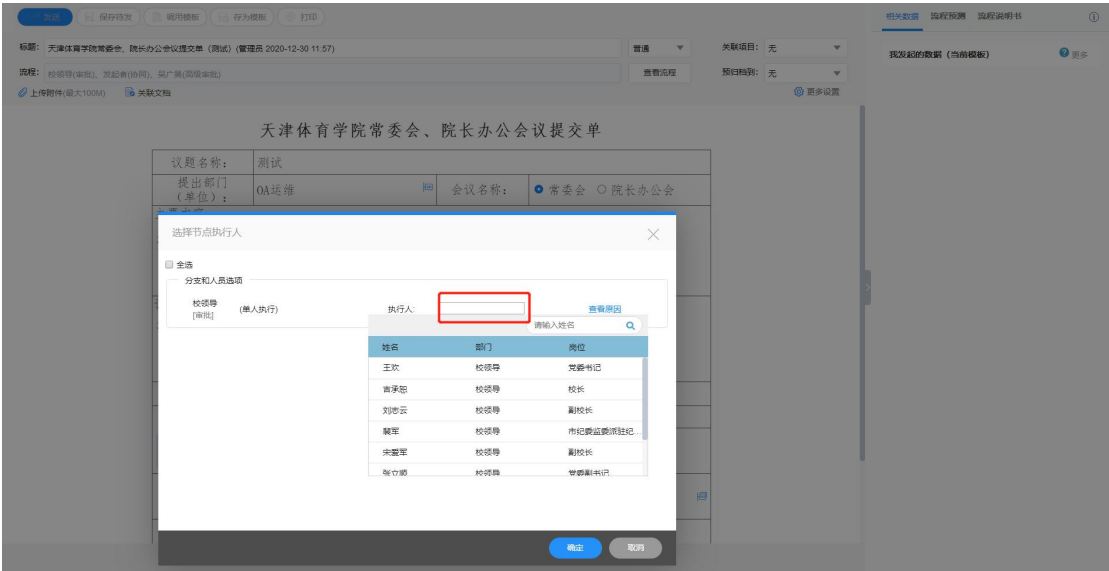 发送 保存待发 调用模板 存为模板 打印
相关数据 流程预测 流程说明书
标题: 天津体育学院常委会、院长办公会议提交单 (测试) (管理员 2020-12-30 11:57) 普通 关联项目: 无
我发起的数据 (当前模板) 更多
流程: 校领导(审批)、发起者(协同)、吴广策(高级审批) 查看流程 预归档到: 无
上传附件(最大100M) 关联文档 更多设置
天津体育学院常委会、院长办公会议提交单
议题名称: 测试
提出部门(单位): OA运维 会议名称: 常委会 院长办公会
选择节点执行人
全选
分支和人员选项
校领导 (单人执行) 执行人: 查看原因
[审批]
请输入姓名
姓名 部门 岗位
王欢 校领导 党委书记
校领导 校长
刘志云 校领导 副校长
校领导 市纪委监委派驻纪...
宋爱军 校领导 副校长
张立顺 校领导 党委副书记
确定 取消